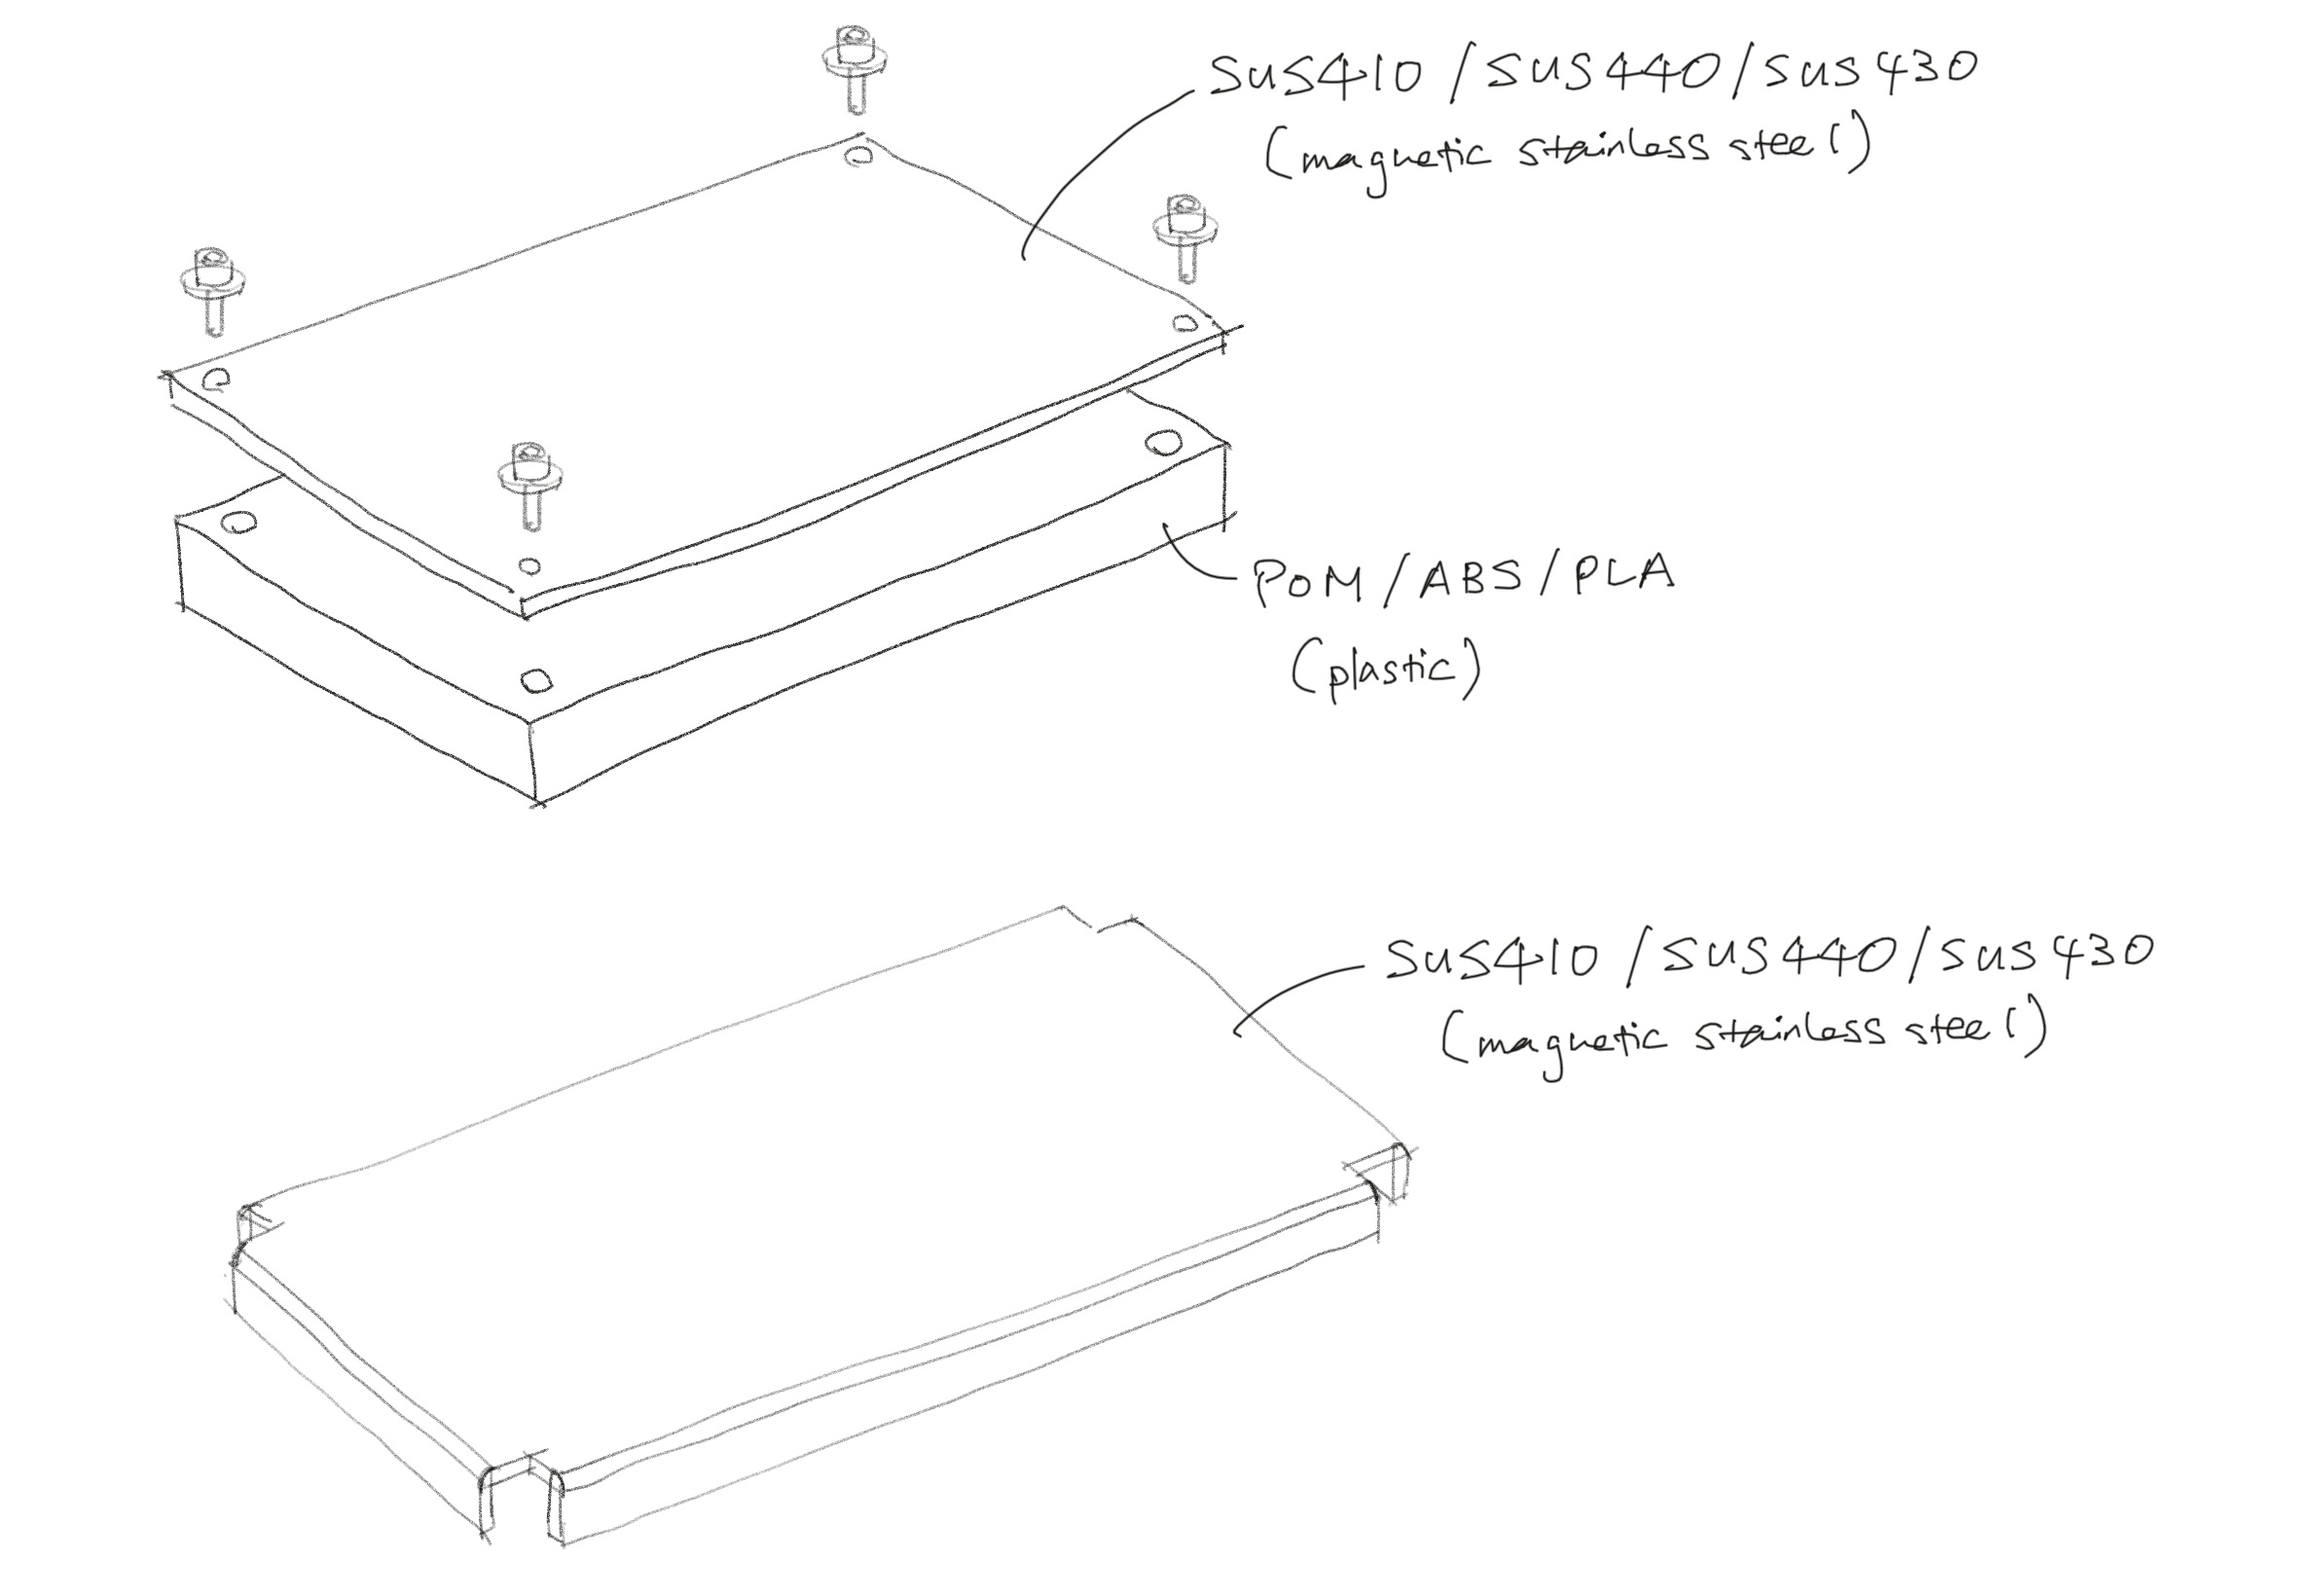 SUS410 / SUS440 / SUS430
(magnetic stainless steel)
POM / ABS / PLA
(plastic)
SUS410 / SUS440 / SUS430
(magnetic stainless steel)